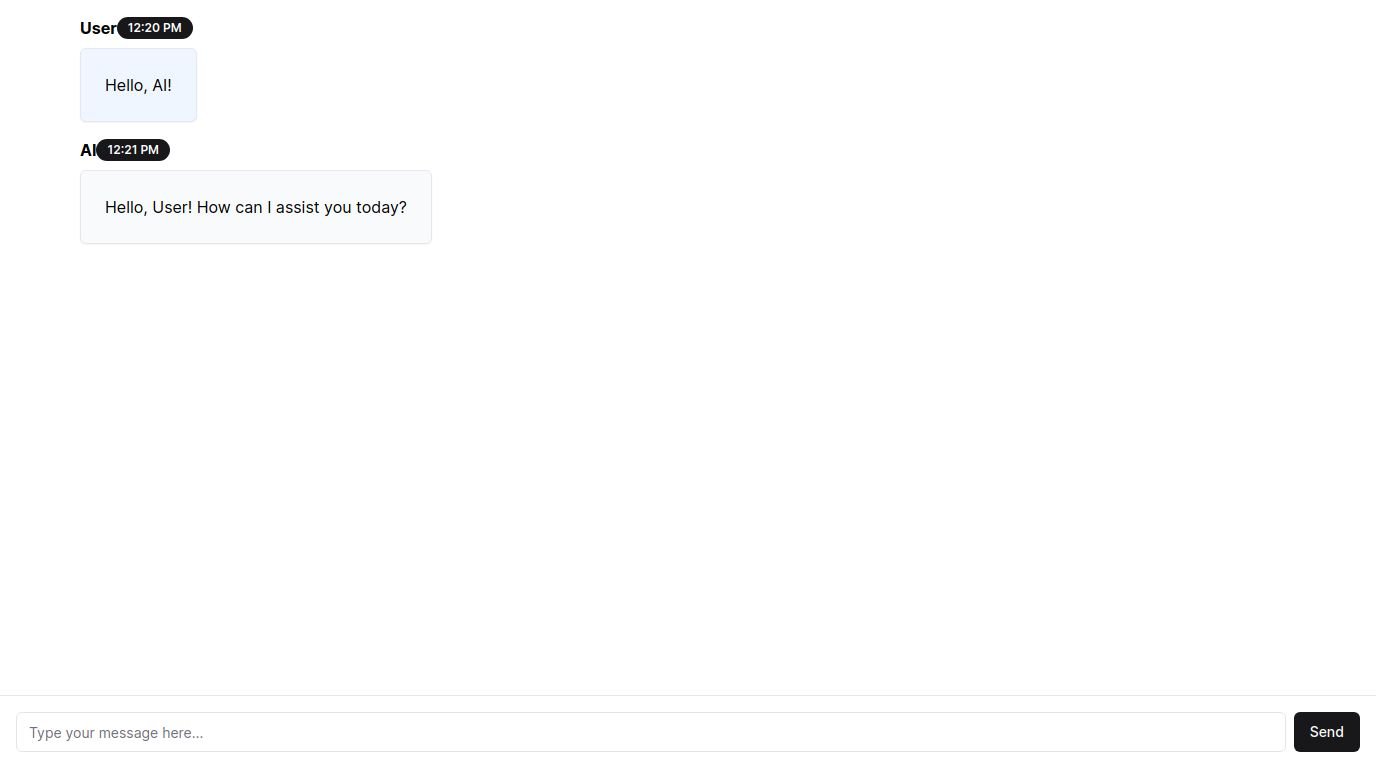 User 12:20 PM
Hello, AI!
AI 12:21 PM
Hello, User! How can I assist you today?
Type your message here...
Send